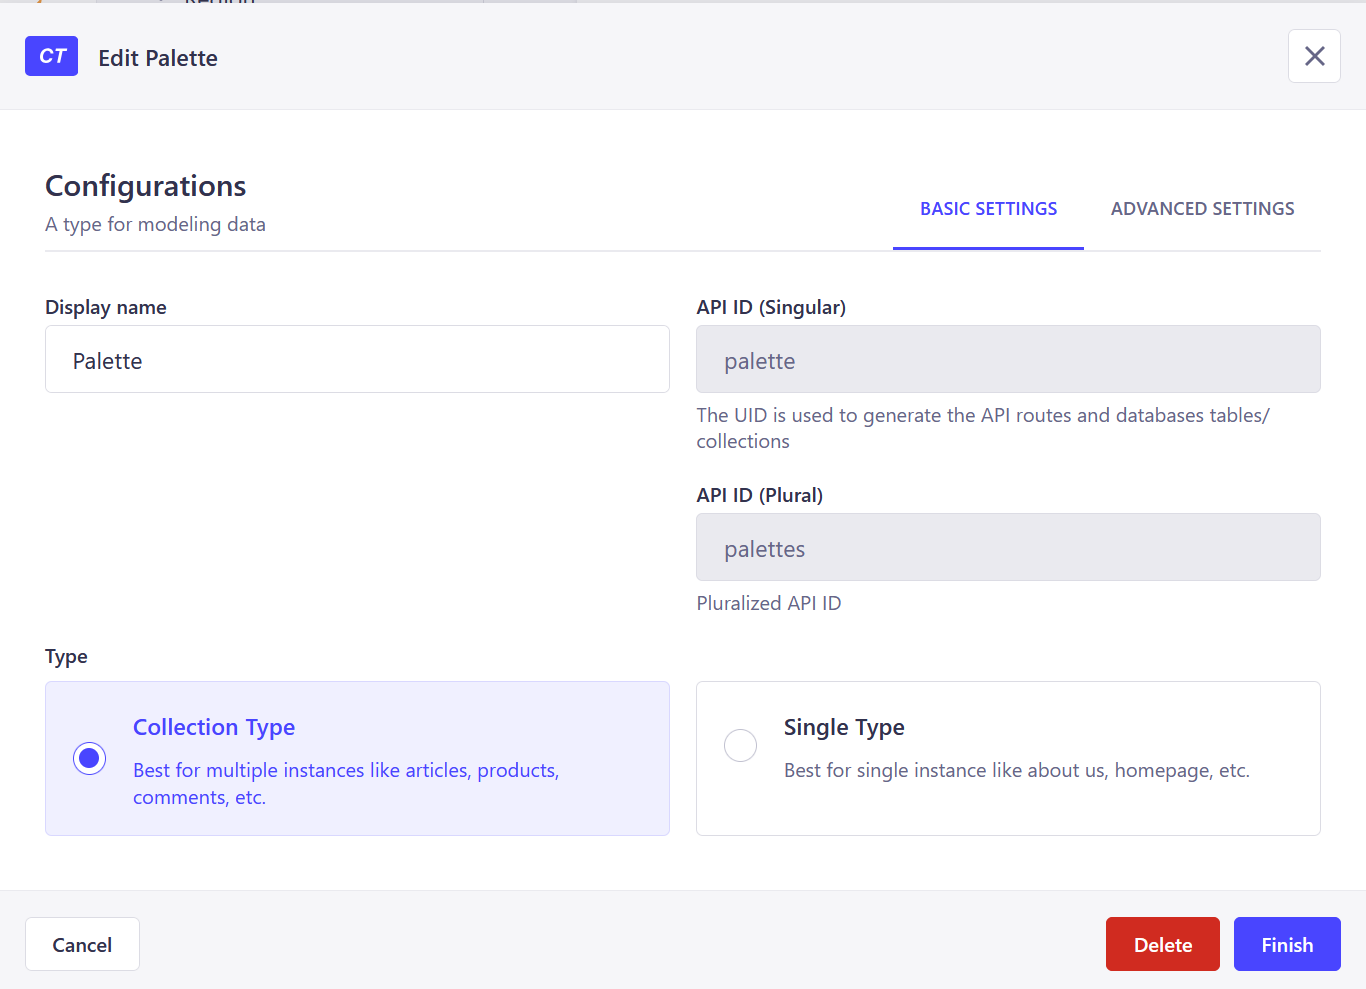 Region
CT
Edit Palette
Configurations
A type for modeling data
BASIC SETTINGS
ADVANCED SETTINGS
Display name
Palette
API ID (Singular)
palette
The UID is used to generate the API routes and databases tables/
collections
API ID (Plural)
palettes
Pluralized API ID
Type
Collection Type
Best for multiple instances like articles, products,
comments, etc.
Single Type
Best for single instance like about us, homepage, etc.
Cancel
Delete
Finish